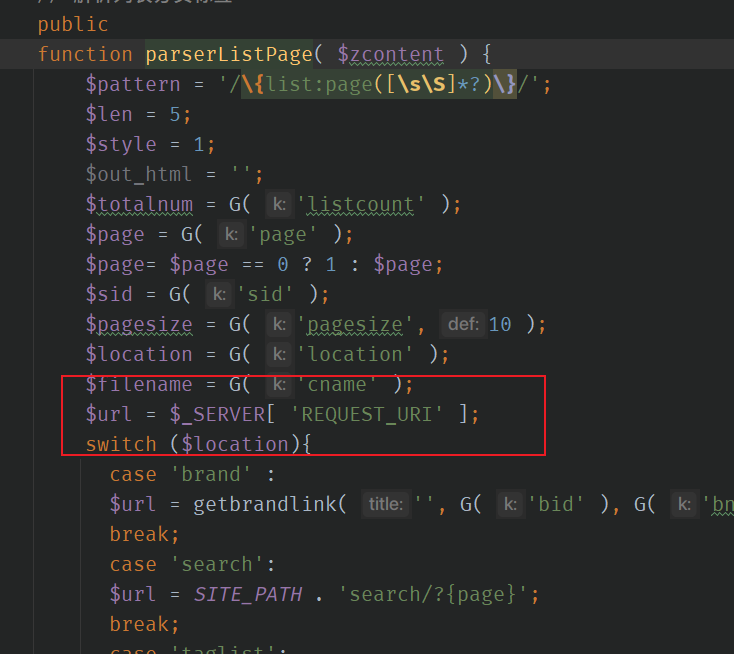 public
function parserListPage( $zcontent ) {
$pattern = '/\{list:page([\s\S]*?)\}/';
$len = 5;
$style = 1;
$out_html = '';
$totalnum = G( k: 'listcount' );
$page = G( k: 'page' );
$page= $page == 0 ? 1 : $page;
$sid = G( k: 'sid' );
$pagesize = G( k: 'pagesize', def: 10 );
$location = G( k: 'location' );
$filename = G( k: 'cname' );
$url = $_SERVER[ 'REQUEST_URI' ];
switch ($location){
case 'brand' :
$url = getbrandlink( title: '', G( k: 'bid' ), G( k: 'bn
break;
case 'search':
$url = SITE_PATH . 'search/?{page}';
break;
case 'taglist':